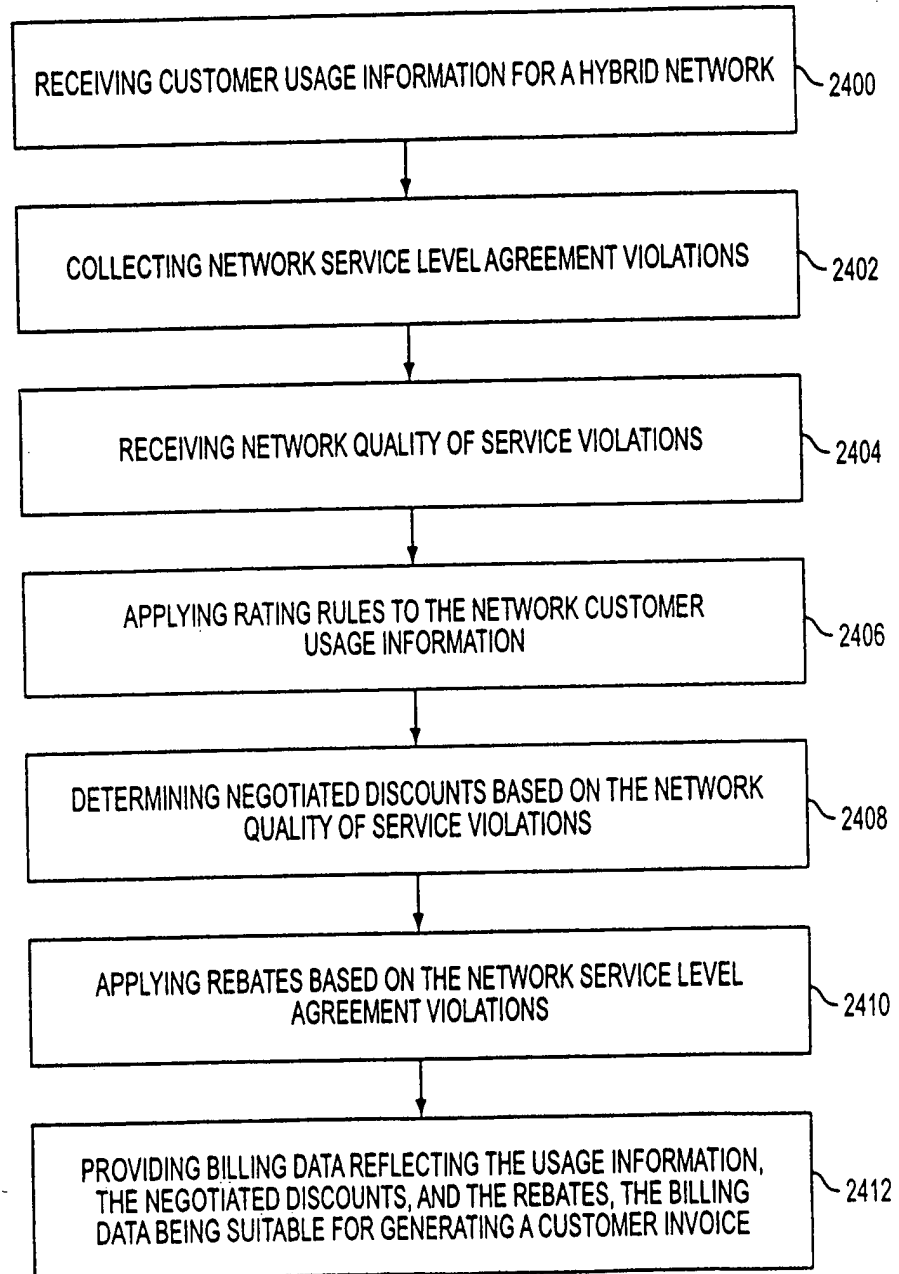 RECEIVING CUSTOMER USAGE INFORMATION FOR A HYBRID NETWORK
2400
COLLECTING NETWORK SERVICE LEVEL AGREEMENT VIOLATIONS
2402
RECEIVING NETWORK QUALITY OF SERVICE VIOLATIONS
2404
APPLYING RATING RULES TO THE NETWORK CUSTOMER
USAGE INFORMATION
2406
DETERMINING NEGOTIATED DISCOUNTS BASED ON THE NETWORK
QUALITY OF SERVICE VIOLATIONS
2408
APPLYING REBATES BASED ON THE NETWORK SERVICE LEVEL
AGREEMENT VIOLATIONS
2410
PROVIDING BILLING DATA REFLECTING THE USAGE INFORMATION,
THE NEGOTIATED DISCOUNTS, AND THE REBATES, THE BILLING
DATA BEING SUITABLE FOR GENERATING A CUSTOMER INVOICE
2412